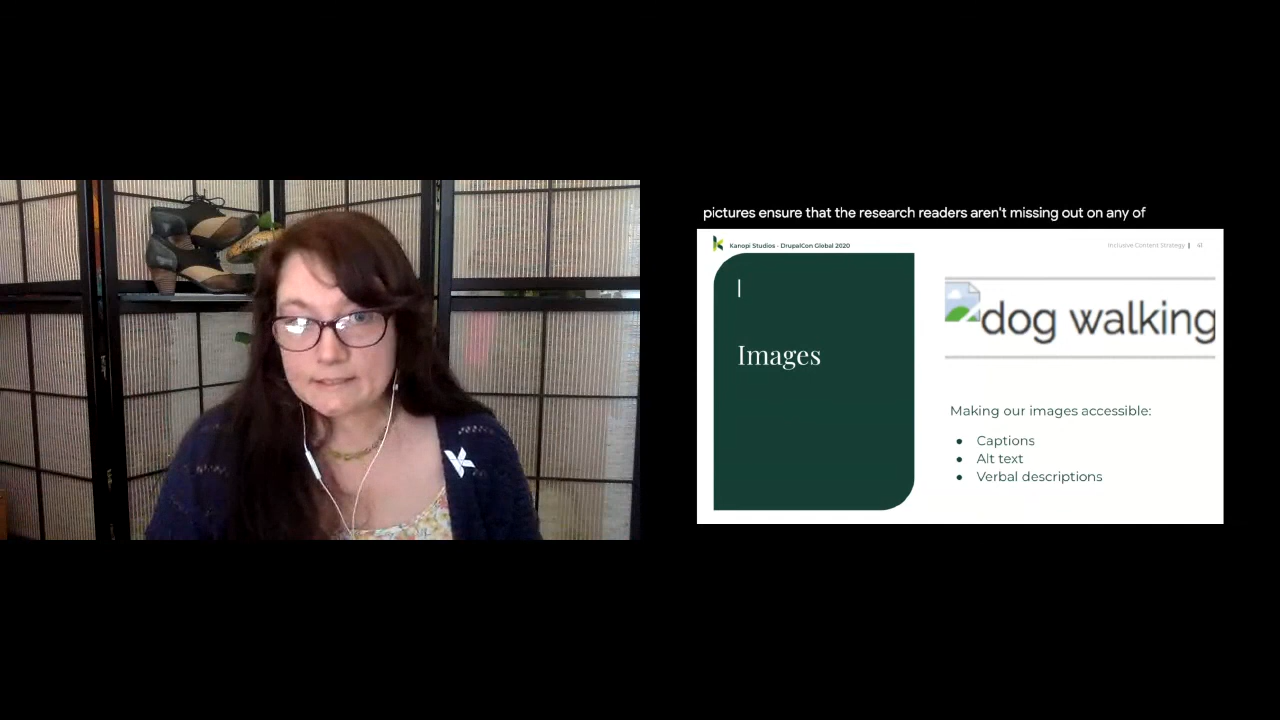 pictures ensure that the research readers aren't missing out on any of
Kanopi Studios - DrupalCon Global 2020
Inclusive Content Strategy | 41
Images
dog walking
Making our images accessible:
• Captions
• Alt text
• Verbal descriptions